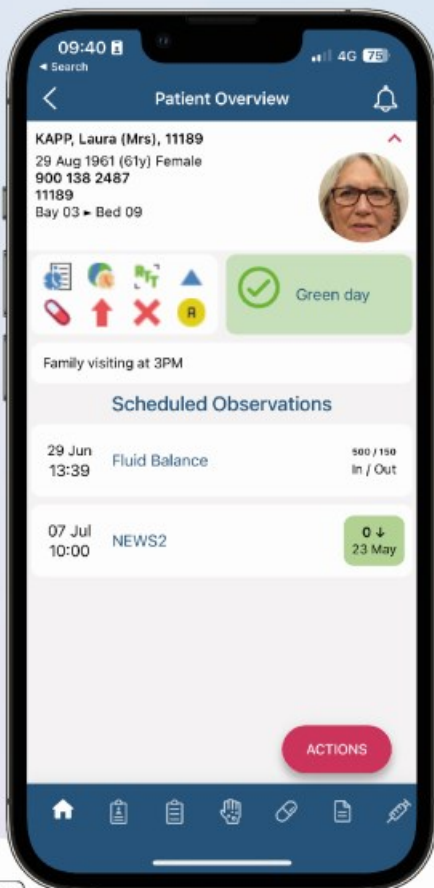 09:40
4G 75
◄ Search
Patient Overview
KAPP, Laura (Mrs), 11189
29 Aug 1961 (61y) Female
900 138 2487
11189
Bay 03 ► Bed 09
RTT
R
Green day
Family visiting at 3PM
Scheduled Observations
29 Jun
13:39
Fluid Balance
500 / 150
In / Out
07 Jul
10:00
NEWS2
0 ↓
23 May
ACTIONS